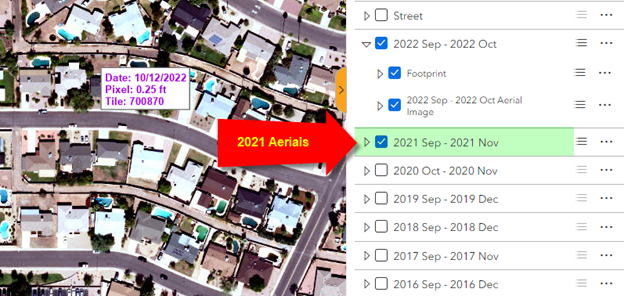 Date: 10/12/2022
Pixel: 0.25 ft
Tile: 700870
2021 Aerials
Street
2022 Sep - 2022 Oct
Footprint
2022 Sep - 2022 Oct Aerial
Image
2021 Sep - 2021 Nov
2020 Oct - 2020 Nov
2019 Sep - 2019 Dec
2018 Sep - 2018 Dec
2017 Sep - 2017 Nov
2016 Sep - 2016 Dec